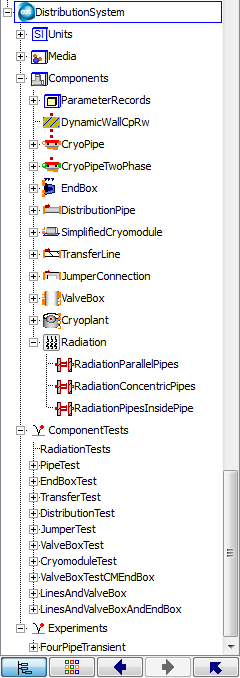 DistributionSystem
SI Units
Media
Components
ParameterRecords
DynamicWallCpRw
CryoPipe
CryoPipeTwoPhase
EndBox
DistributionPipe
SimplifiedCryomodule
TransferLine
JumperConnection
ValveBox
Cryoplant
Radiation
RadiationParallelPipes
RadiationConcentricPipes
RadiationPipesInsidePipe
ComponentTests
RadiationTests
PipeTest
EndBoxTest
TransferTest
DistributionTest
JumperTest
ValveBoxTest
CryomoduleTest
ValveBoxTestCMEndBox
LinesAndValveBox
LinesAndValveBoxAndEndBox
Experiments
FourPipeTransient